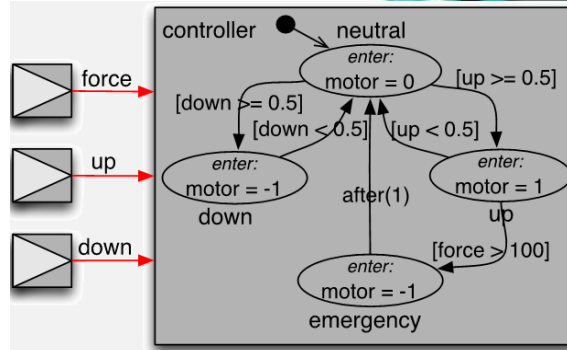 controller
neutral
enter:
motor = 0
force
[down >= 0.5]
[up >= 0.5]
[down < 0.5]
[up < 0.5]
up
enter:
motor = -1
down
enter:
motor = 1
up
after(1)
down
[force > 100]
enter:
motor = -1
emergency